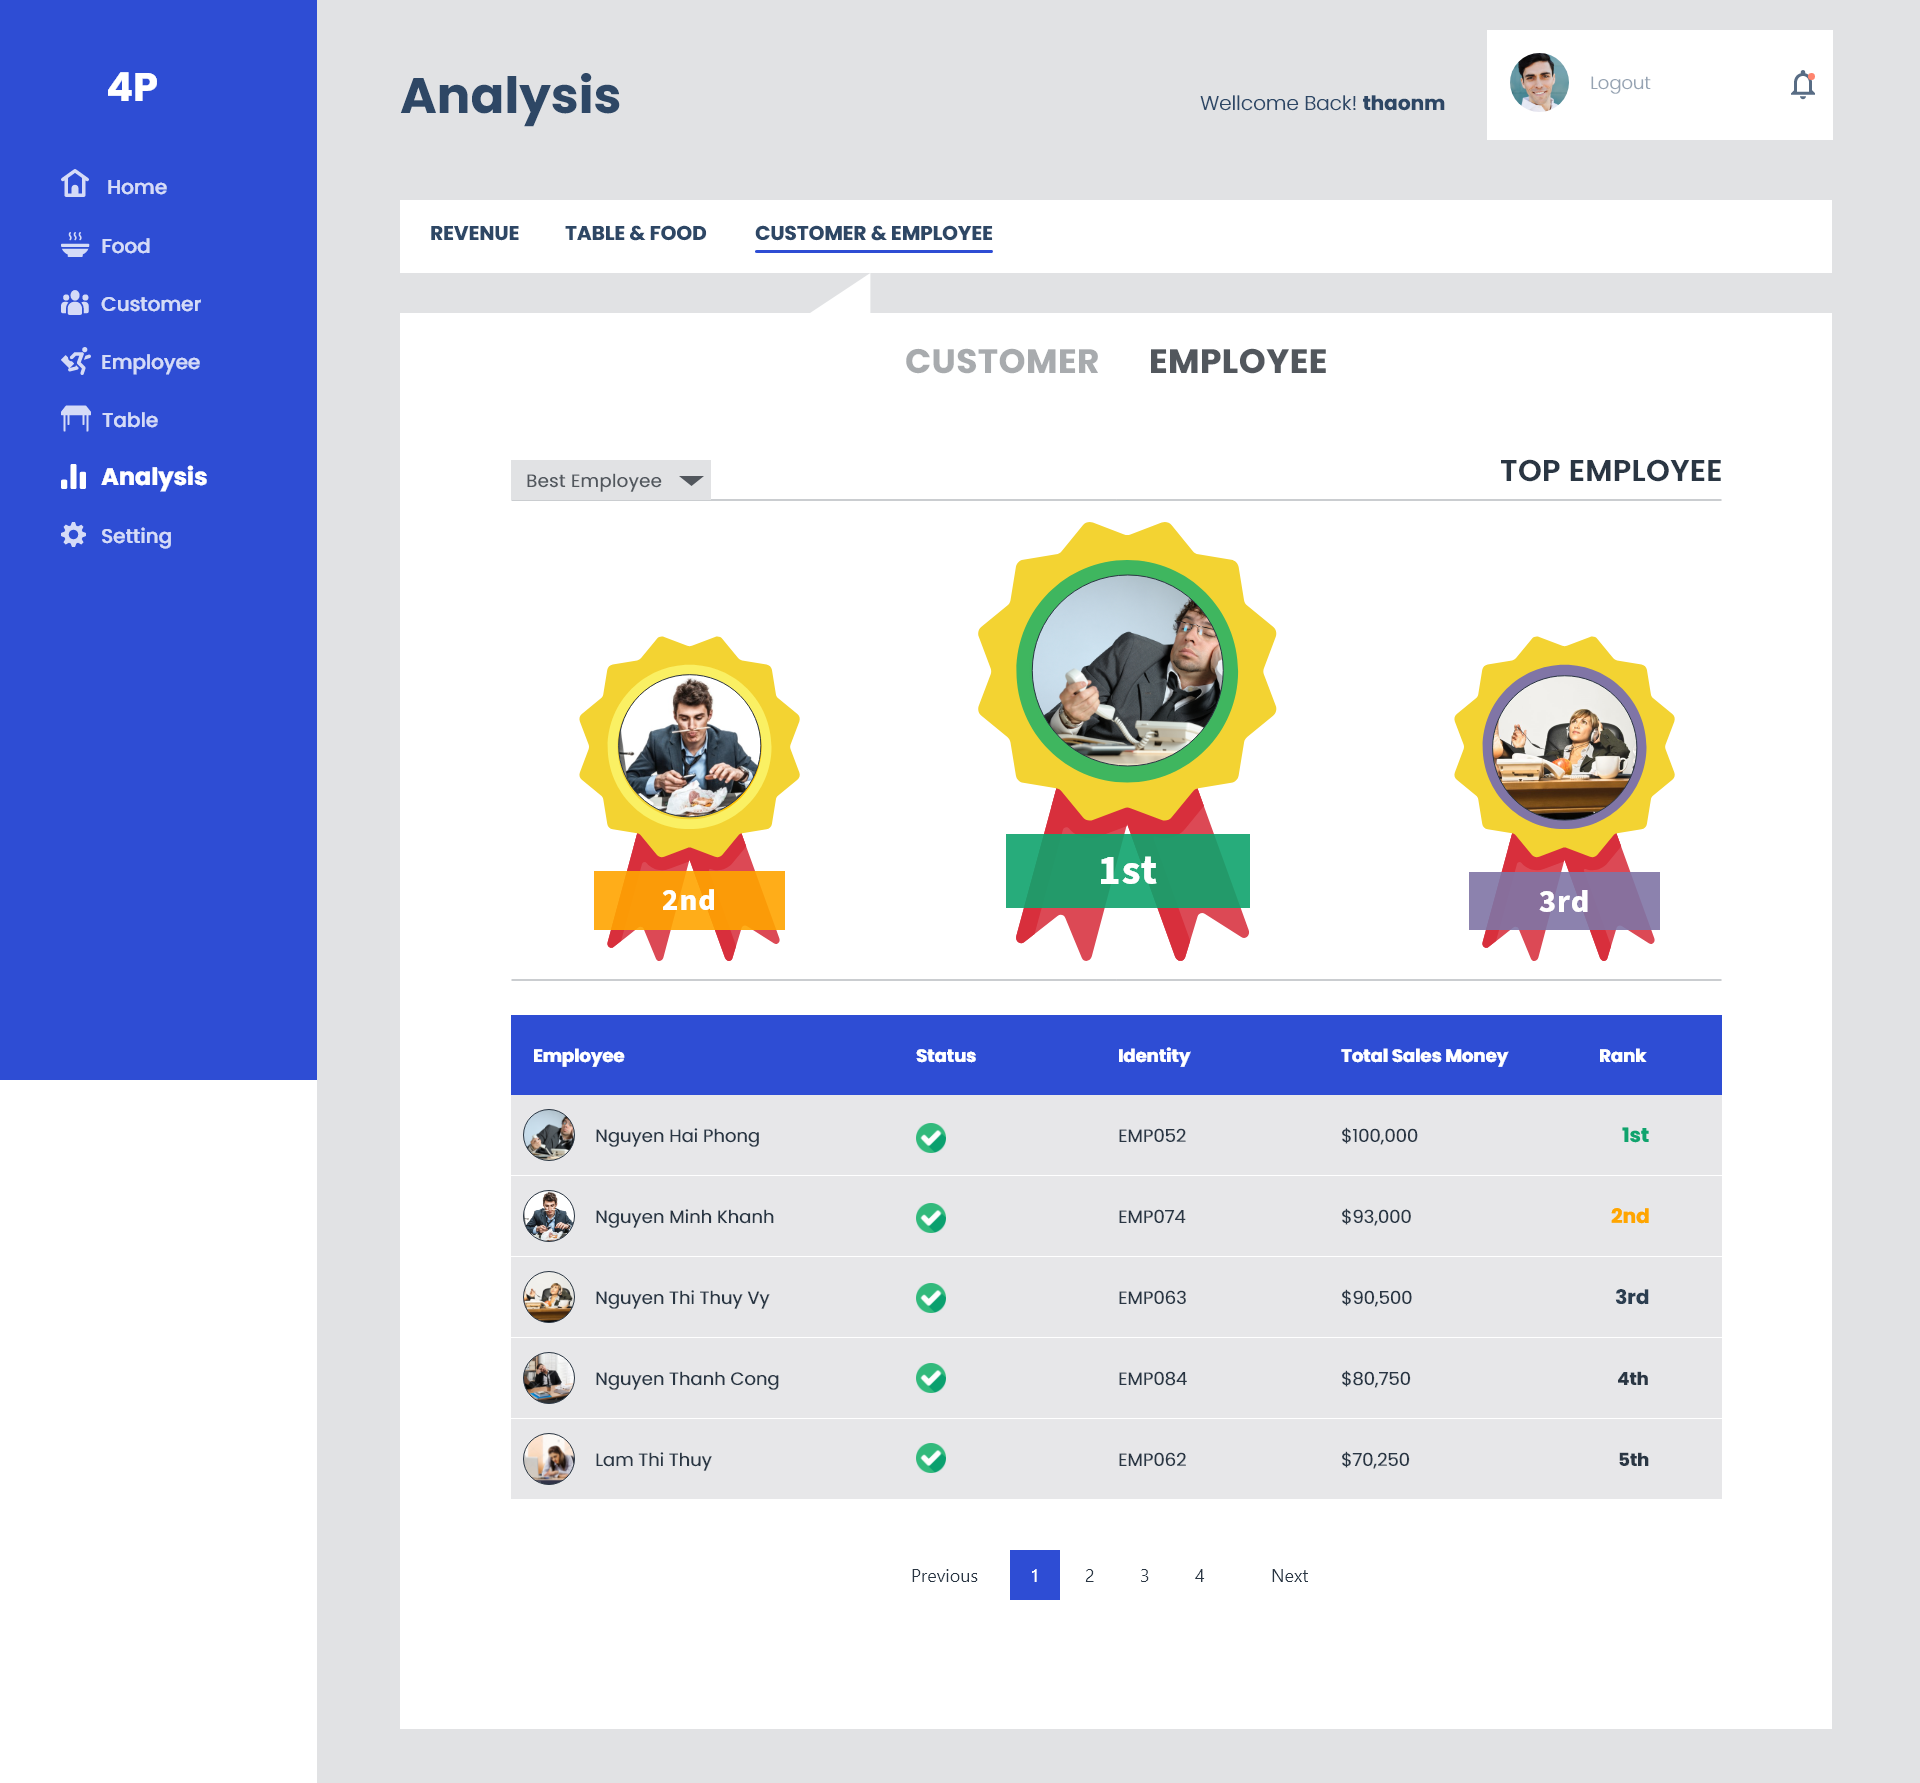 4P
Home
Food
Customer
Employee
Table
Analysis
Setting
Analysis
Wellcome Back! thaonm
Logout
REVENUE TABLE & FOOD CUSTOMER & EMPLOYEE
CUSTOMER EMPLOYEE
Best Employee
TOP EMPLOYEE
2nd
1st
3rd
Employee Status Identity Total Sales Money Rank
Nguyen Hai Phong EMP052 $100,000 1st
Nguyen Minh Khanh EMP074 $93,000 2nd
Nguyen Thi Thuy Vy EMP063 $90,500 3rd
Nguyen Thanh Cong EMP084 $80,750 4th
Lam Thi Thuy EMP062 $70,250 5th
Previous 1 2 3 4 Next